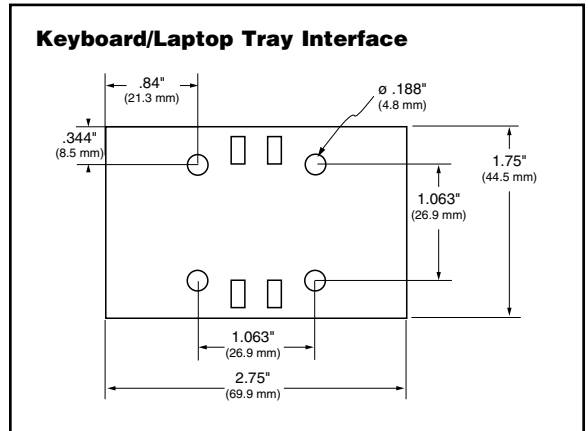 Keyboard/Laptop Tray Interface
.84"
(21.3 mm)
ø .188"
(4.8 mm)
.344"
(8.5 mm)
1.75"
(44.5 mm)
1.063"
(26.9 mm)
1.063"
(26.9 mm)
2.75"
(69.9 mm)